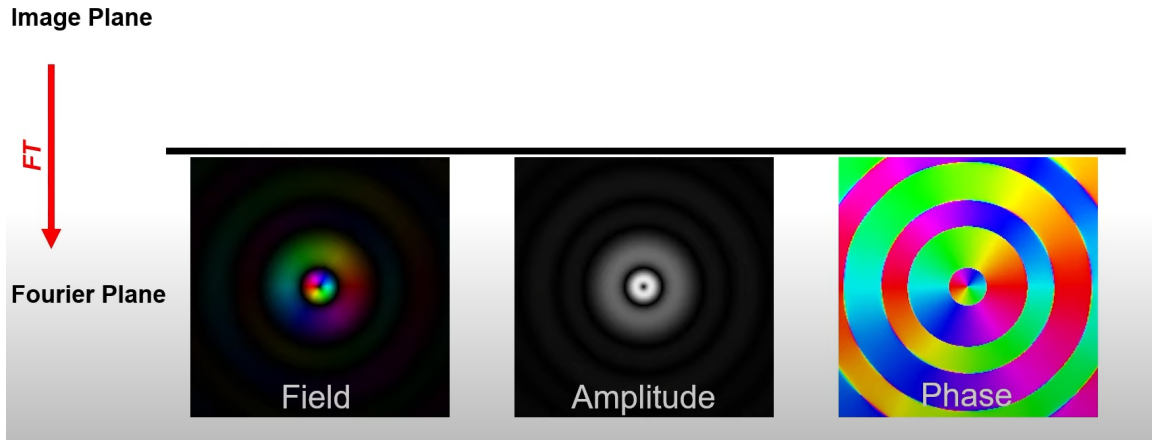 Image Plane
FT
Fourier Plane
Field
Amplitude
Phase